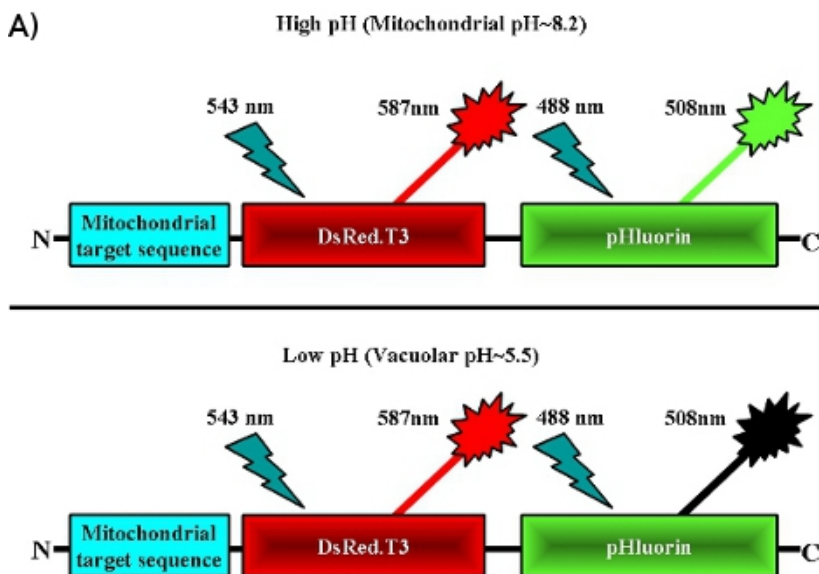 A)
High pH (Mitochondrial pH~8.2)
543 nm
587nm
488 nm
508nm
N
Mitochondrial
target sequence
DsRed.T3
pHluorin
C
Low pH (Vacuolar pH~5.5)
543 nm
587nm
488 nm
508nm
N
Mitochondrial
target sequence
DsRed.T3
pHluorin
C